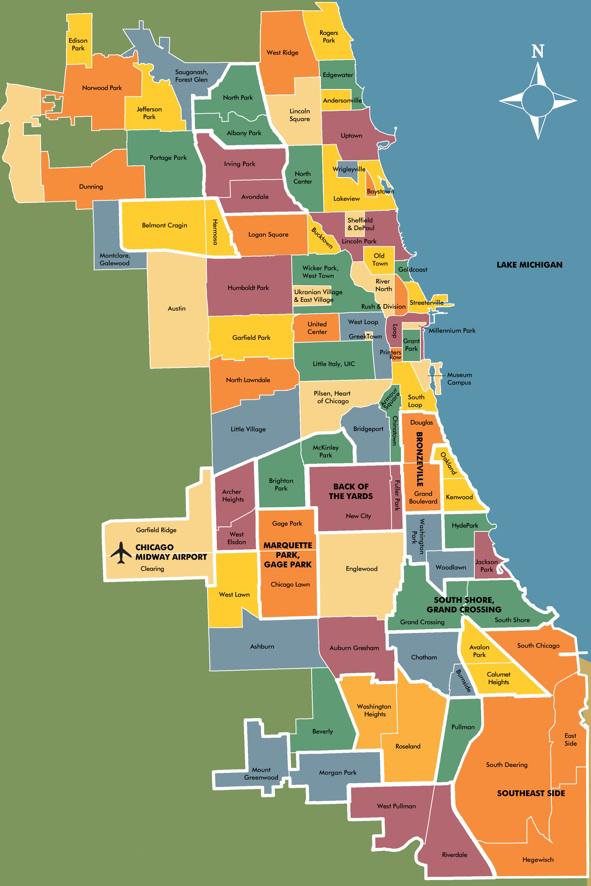 Rogers
Park
Edison
Park
West Ridge
N
Sauganash,
Forest Glen
Edgewater
Norwood Park
North Park
Andersonville
Jefferson
Park
Lincoln
Square
Albany Park
Uptown
Portage Park
Irving Park
North
Center
Wrigleyville
Dunning
Avondale
Boystown
Lakeview
Belmont Cragin
Hermosa
Logan Square
Bucktown
Sheffield
& DePaul
Lincoln Park
Montclare,
Galewood
Old
Town
Goldcoast
LAKE MICHIGAN
Wicker Park,
West Town
Humboldt Park
River
North
Ukranian Village
& East Village
Streeterville
Austin
Rush & Division
United
Center
West Loop
Loop
Millennium Park
Garfield Park
GreekTown
Grant
Park
Printers
Row
Little Italy, UIC
North Lawndale
Museum
Campus
Pilsen, Heart
of Chicago
Armour
Square
South
Loop
Little Village
Bridgeport
Chinatown
Douglas
BRONZEVILLE
McKinley
Park
Oakland
Archer
Heights
Brighton
Park
BACK OF
THE YARDS
Fuller Park
Grand
Boulevard
Kenwood
New City
Garfield Ridge
Gage Park
Washington
Park
HydePark
West
Elsdon
CHICAGO
MIDWAY AIRPORT
MARQUETTE
PARK,
GAGE PARK
Clearing
Englewood
Woodlawn
Jackson
Park
Chicago Lawn
West Lawn
SOUTH SHORE,
GRAND CROSSING
Grand Crossing
South Shore
Ashburn
Auburn Gresham
Chatham
Avalon
Park
South Chicago
Burnside
Calumet
Heights
Washington
Heights
Beverly
Pullman
East
Side
Roseland
South Deering
Mount
Greenwood
Morgan Park
SOUTHEAST SIDE
West Pullman
Riverdale
Hegewisch